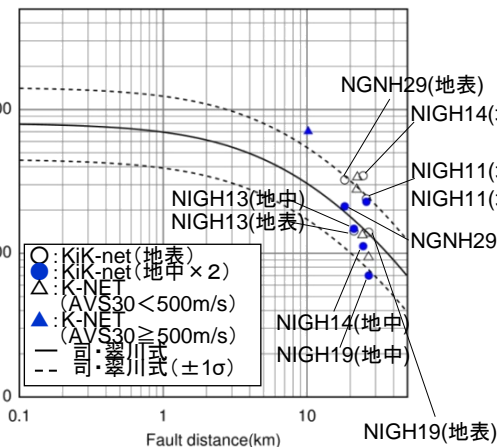 NGNH29(地表)
NIGH14(
00
NIGH11(
NIGH13(地中)
NIGH11(
NIGH13(地表)
NGNH29
00
○:KiK-net(地表)
●:KiK-net(地中×2)
△:K-NET
(AVS30<500m/s)
▲:K-NET
(AVS30≧500m/s)
司・翠川式
司・翠川式(±1σ)
NIGH14(地中)
NIGH19(地中)
0
0.1 1 10
NIGH19(地表)
Fault distance(km)